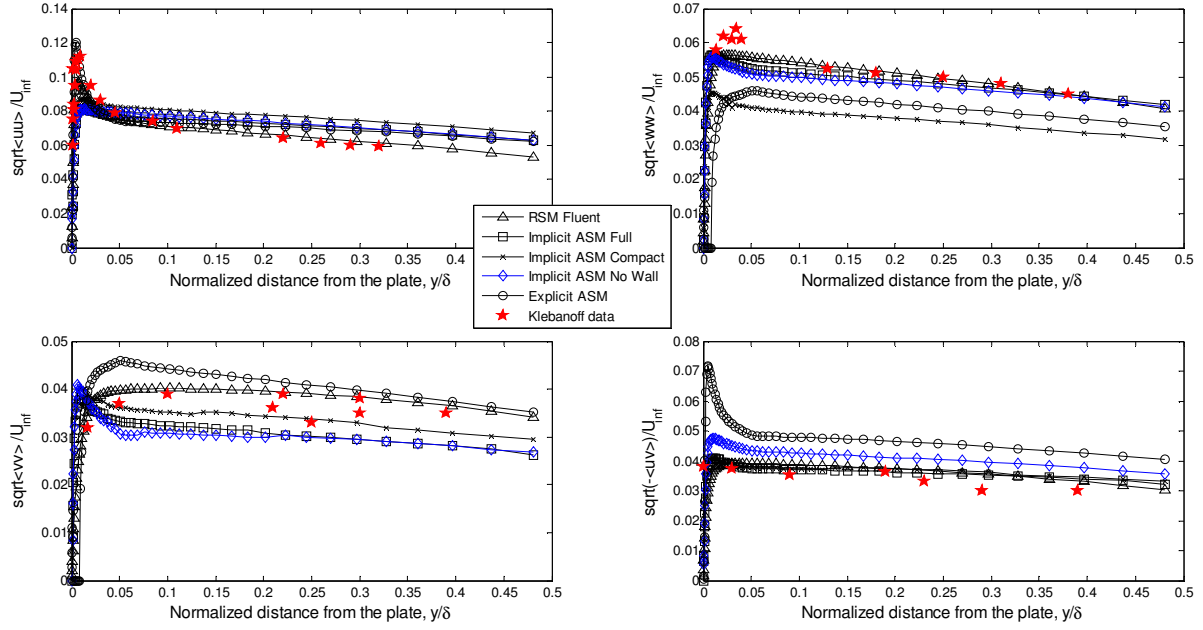 0.14
0.12
0.1
0.08
0.06
0.04
0.02
0
sqrt<uu>/U_inf
0 0.05 0.1 0.15 0.2 0.25 0.3 0.35 0.4 0.45 0.5
Normalized distance from the plate, y/δ
0.07
0.06
0.05
0.04
0.03
0.02
0.01
0
sqrt<ww>/U_inf
0 0.05 0.1 0.15 0.2 0.25 0.3 0.35 0.4 0.45 0.5
Normalized distance from the plate, y/δ
RSM Fluent
Implicit ASM Full
Implicit ASM Compact
Implicit ASM No Wall
Explicit ASM
Klebanoff data
0.05
0.04
0.03
0.02
0.01
0
sqrt<vv>/U_inf
0 0.05 0.1 0.15 0.2 0.25 0.3 0.35 0.4 0.45 0.5
Normalized distance from the plate, y/δ
0.08
0.07
0.06
0.05
0.04
0.03
0.02
0.01
0
sqrt(-<uv>)/U_inf
0 0.05 0.1 0.15 0.2 0.25 0.3 0.35 0.4 0.45 0.5
Normalized distance from the plate, y/δ